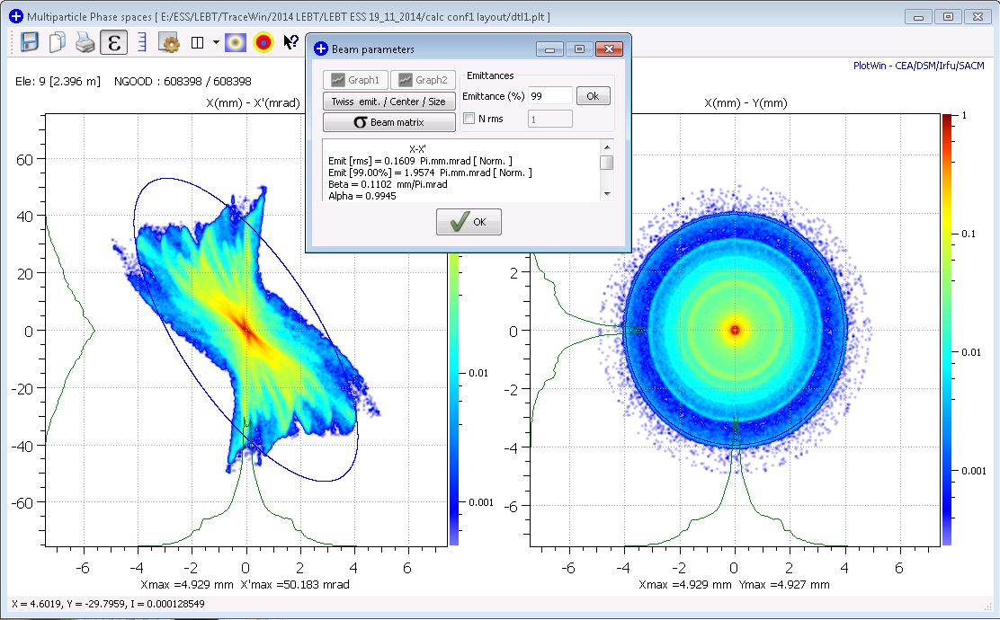 Multiparticle Phase spaces [ E:/ESS/LEBT/TraceWin/2014 LEBT/LEBT ESS 19_11_2014/calc conf1 layout/dtl1.plt ]
ε
PlotWin - CEA/DSM/Irfu/SACM
Ele: 9 [2.396 m] NGOOD : 608398 / 608398
X(mm) - X'(mrad)
X(mm) - Y(mm)
Beam parameters
Graph1 Graph2
Twiss emit. / Center / Size
σ Beam matrix
Emittances
Emittance (%) 99 Ok
N rms 1
X-X'
Emit [rms] = 0.1609 Pi.mm.mrad [ Norm. ]
Emit [99.00%] = 1.9574 Pi.mm.mrad [ Norm. ]
Beta = 0.1102 mm/Pi.mrad
Alpha = 0.9945
OK
60
40
20
0
-20
-40
-60
-6 -4 -2 0 2 4 6
Xmax =4.929 mm X'max =50.183 mrad
0.01
0.001
2
0
-2
-4
-6
-6 -4 -2 0 2 4 6
Xmax =4.929 mm Ymax =4.927 mm
1
0.1
0.01
0.001
X = 4.6019, Y = -29.7959, I = 0.000128549